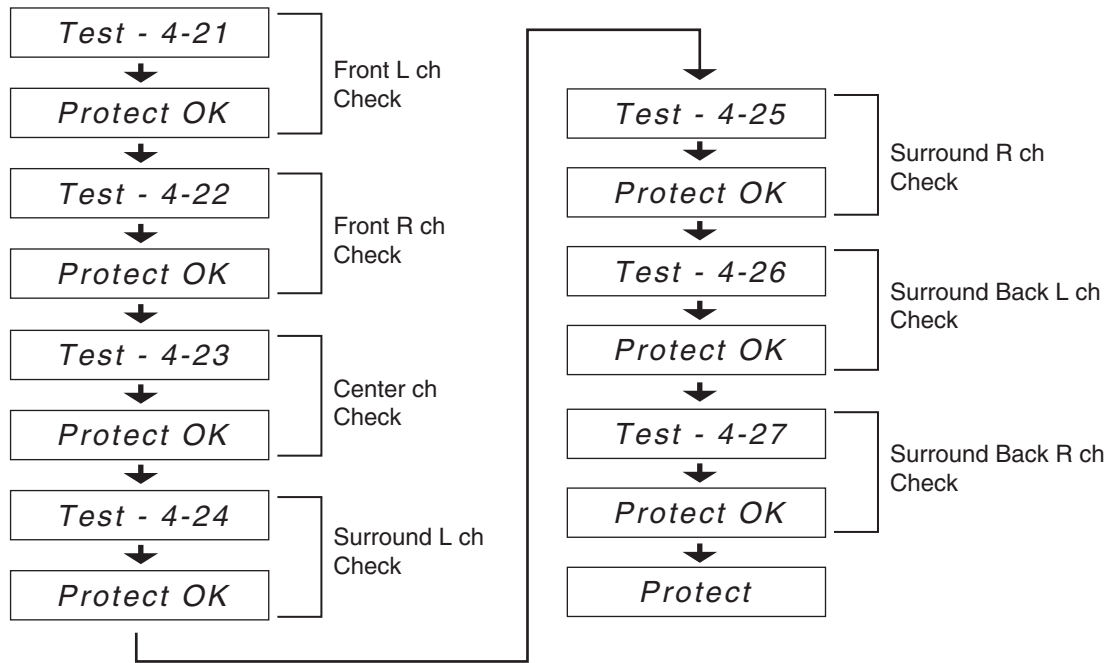 Test - 4-21
Protect OK
Front L ch
Check
Test - 4-22
Protect OK
Front R ch
Check
Test - 4-23
Protect OK
Center ch
Check
Test - 4-24
Protect OK
Surround L ch
Check
Test - 4-25
Protect OK
Surround R ch
Check
Test - 4-26
Protect OK
Surround Back L ch
Check
Test - 4-27
Protect OK
Surround Back R ch
Check
Protect